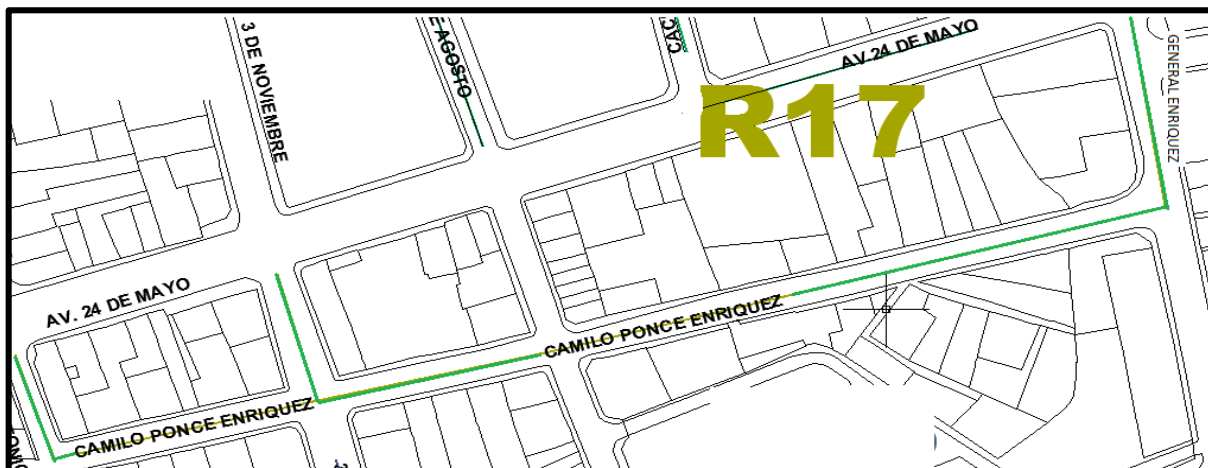 3 DE NOVIEMBRE
E AGOSTO
CAC
AV.24 DE MAYO
GENERAL ENRIQUEZ
R17
AV. 24 DE MAYO
CAMILO PONCE ENRIQUEZ
CAMILO PONCE ENRIQUEZ